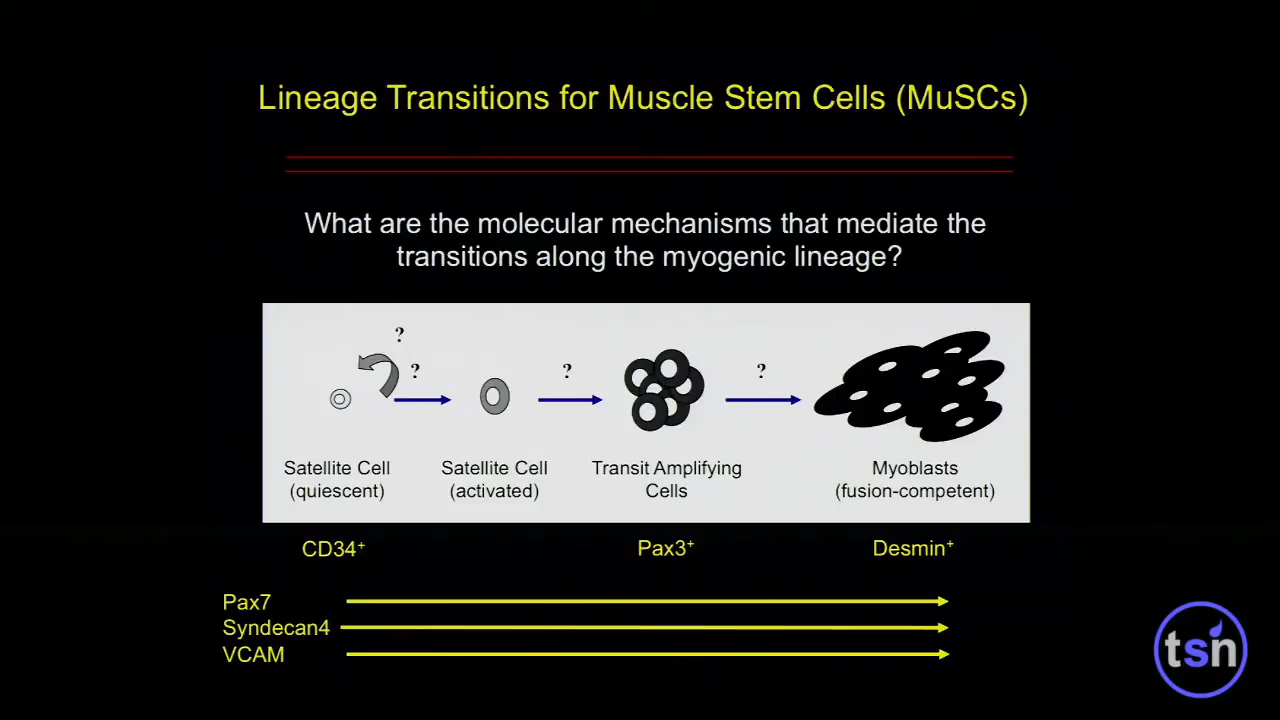 Lineage Transitions for Muscle Stem Cells (MuSCs)
What are the molecular mechanisms that mediate the
transitions along the myogenic lineage?
?
? ? ?
Satellite Cell Satellite Cell Transit Amplifying Myoblasts
(quiescent) (activated) Cells (fusion-competent)
CD34⁺ Pax3⁺ Desmin⁺
Pax7
Syndecan4
VCAM
tsn